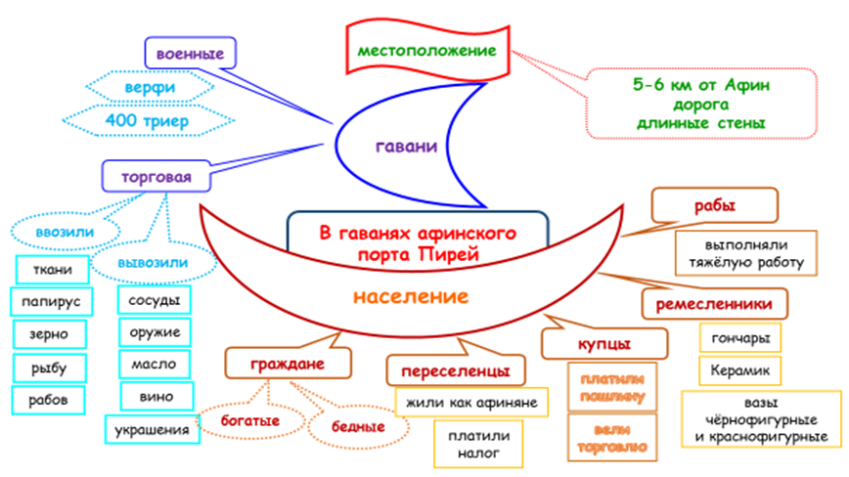 местоположение
5-6 км от Афин
дорога
длинные стены
гавани
военные
верфи
400 триер
торговая
ввозили
ткани
папирус
зерно
рыбу
рабов
вывозили
сосуды
оружие
масло
вино
украшения
В гаванях афинского
порта Пирей
население
граждане
богатые
бедные
переселенцы
жили как афиняне
платили
налог
купцы
платили
пошлину
вели
торговлю
ремесленники
гончары
Керамик
вазы
чёрнофигурные
и краснофигурные
рабы
выполняли
тяжёлую работу